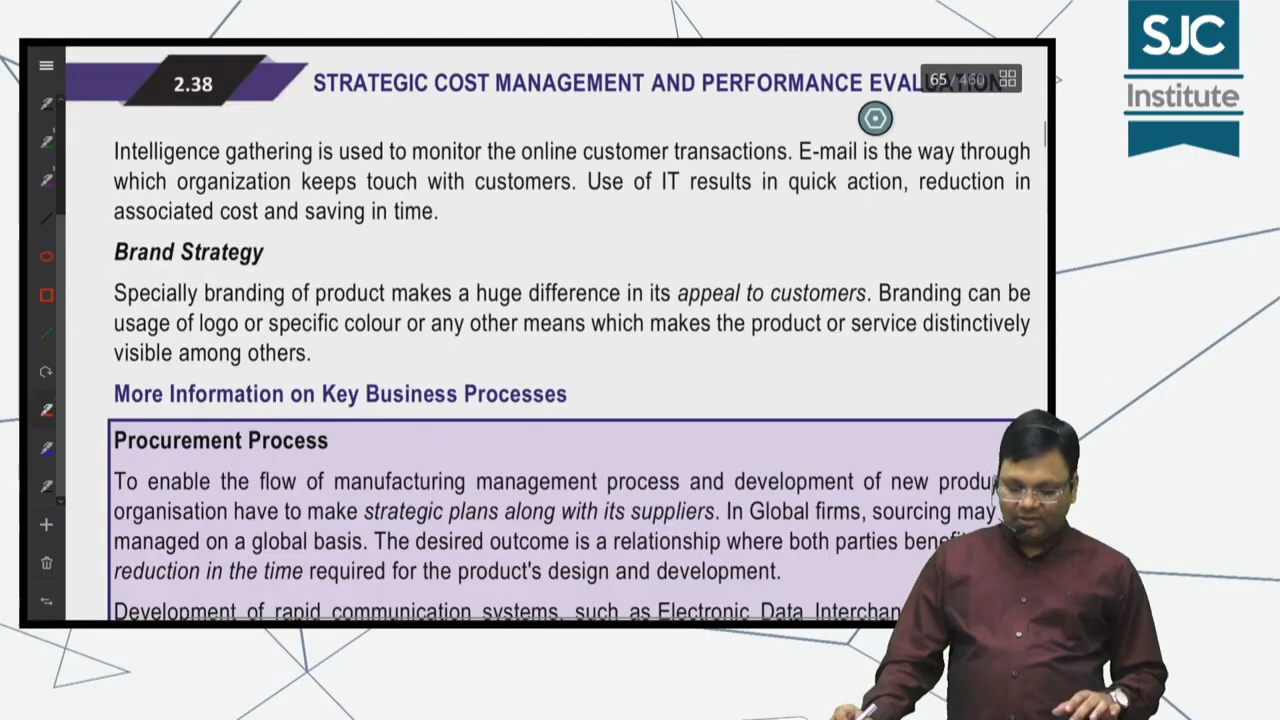 SJC
Institute
2.38
STRATEGIC COST MANAGEMENT AND PERFORMANCE EVALUATION
65 / 460
Intelligence gathering is used to monitor the online customer transactions. E-mail is the way through
which organization keeps touch with customers. Use of IT results in quick action, reduction in
associated cost and saving in time.
Brand Strategy
Specially branding of product makes a huge difference in its appeal to customers. Branding can be
usage of logo or specific colour or any other means which makes the product or service distinctively
visible among others.
More Information on Key Business Processes
Procurement Process
To enable the flow of manufacturing management process and development of new
organisation have to make strategic plans along with its suppliers. In Global firms, sourcing may
managed on a global basis. The desired outcome is a relationship where both parties
reduction in the time required for the product's design and development.
Development of rapid communication systems, such as Electronic Data